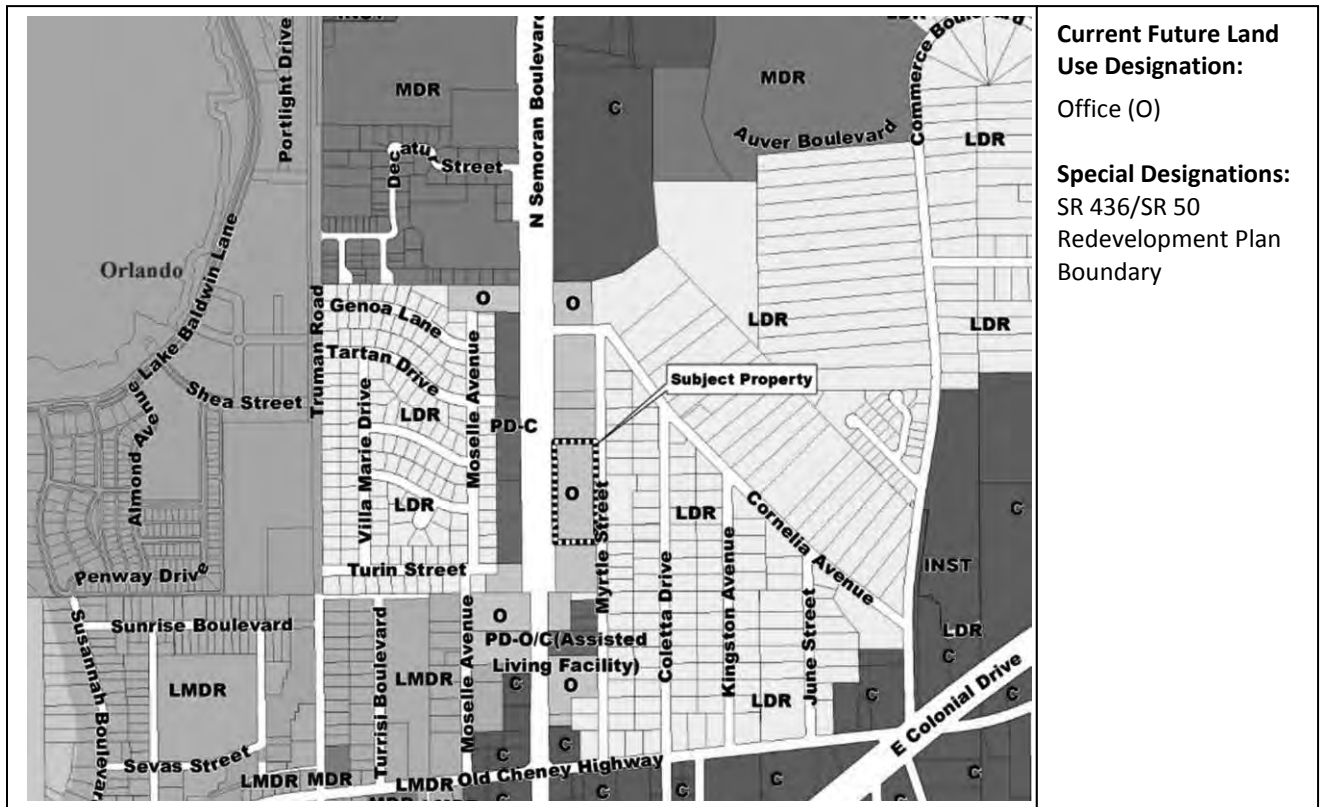 Portlight Drive
MDR
MDR
C
Commerce Boulevard
LDR
Auver Boulevard
Decatur Street
N Semoran Boulevard
Orlando
Lake Baldwin Lane
Truman Road
O
O
Genoa Lane
LDR
LDR
Tartan Drive
Shea Street
Subject Property
Almond Avenue
Villa Marie Drive
LDR
Moselle Avenue
PD-C
O
Myrtle Street
LDR
LDR
Cornelia Avenue
C
Penway Drive
Turin Street
Coletta Drive
Kingston Avenue
INST
June Street
Sunrise Boulevard
Susannah Boulevard
O
PD-O/C(Assisted
Living Facility)
LDR
C
LMDR
Turrisi Boulevard
LMDR
Moselle Avenue
C
O
LDR
C
C
E Colonial Drive
Sevas Street
C
C
LMDR
MDR
LMDR
Old Cheney Highway
C
C
C
C
C
C
Current Future Land
Use Designation:
Office (O)
Special Designations:
SR 436/SR 50
Redevelopment Plan
Boundary